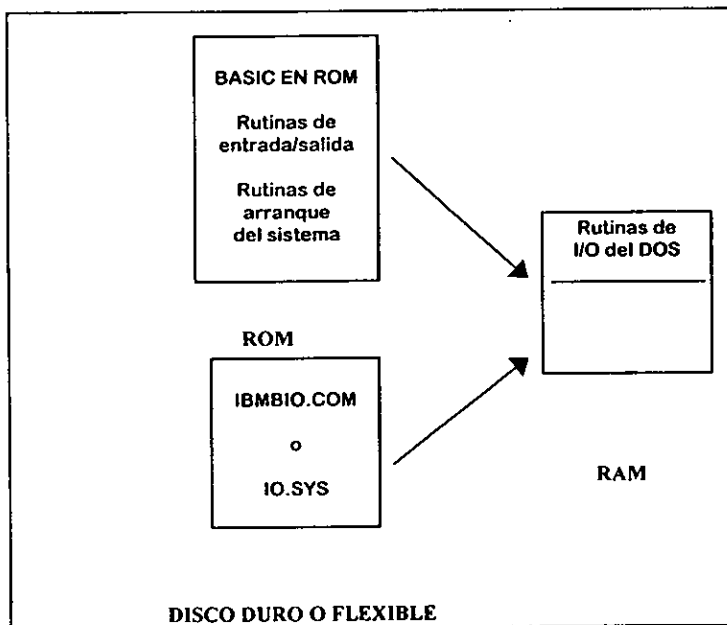 BASIC EN ROM
Rutinas de
entrada/salida
Rutinas de
arranque
del sistema
ROM
Rutinas de
I/O del DOS
RAM
IBMBIO.COM
o
IO.SYS
DISCO DURO O FLEXIBLE